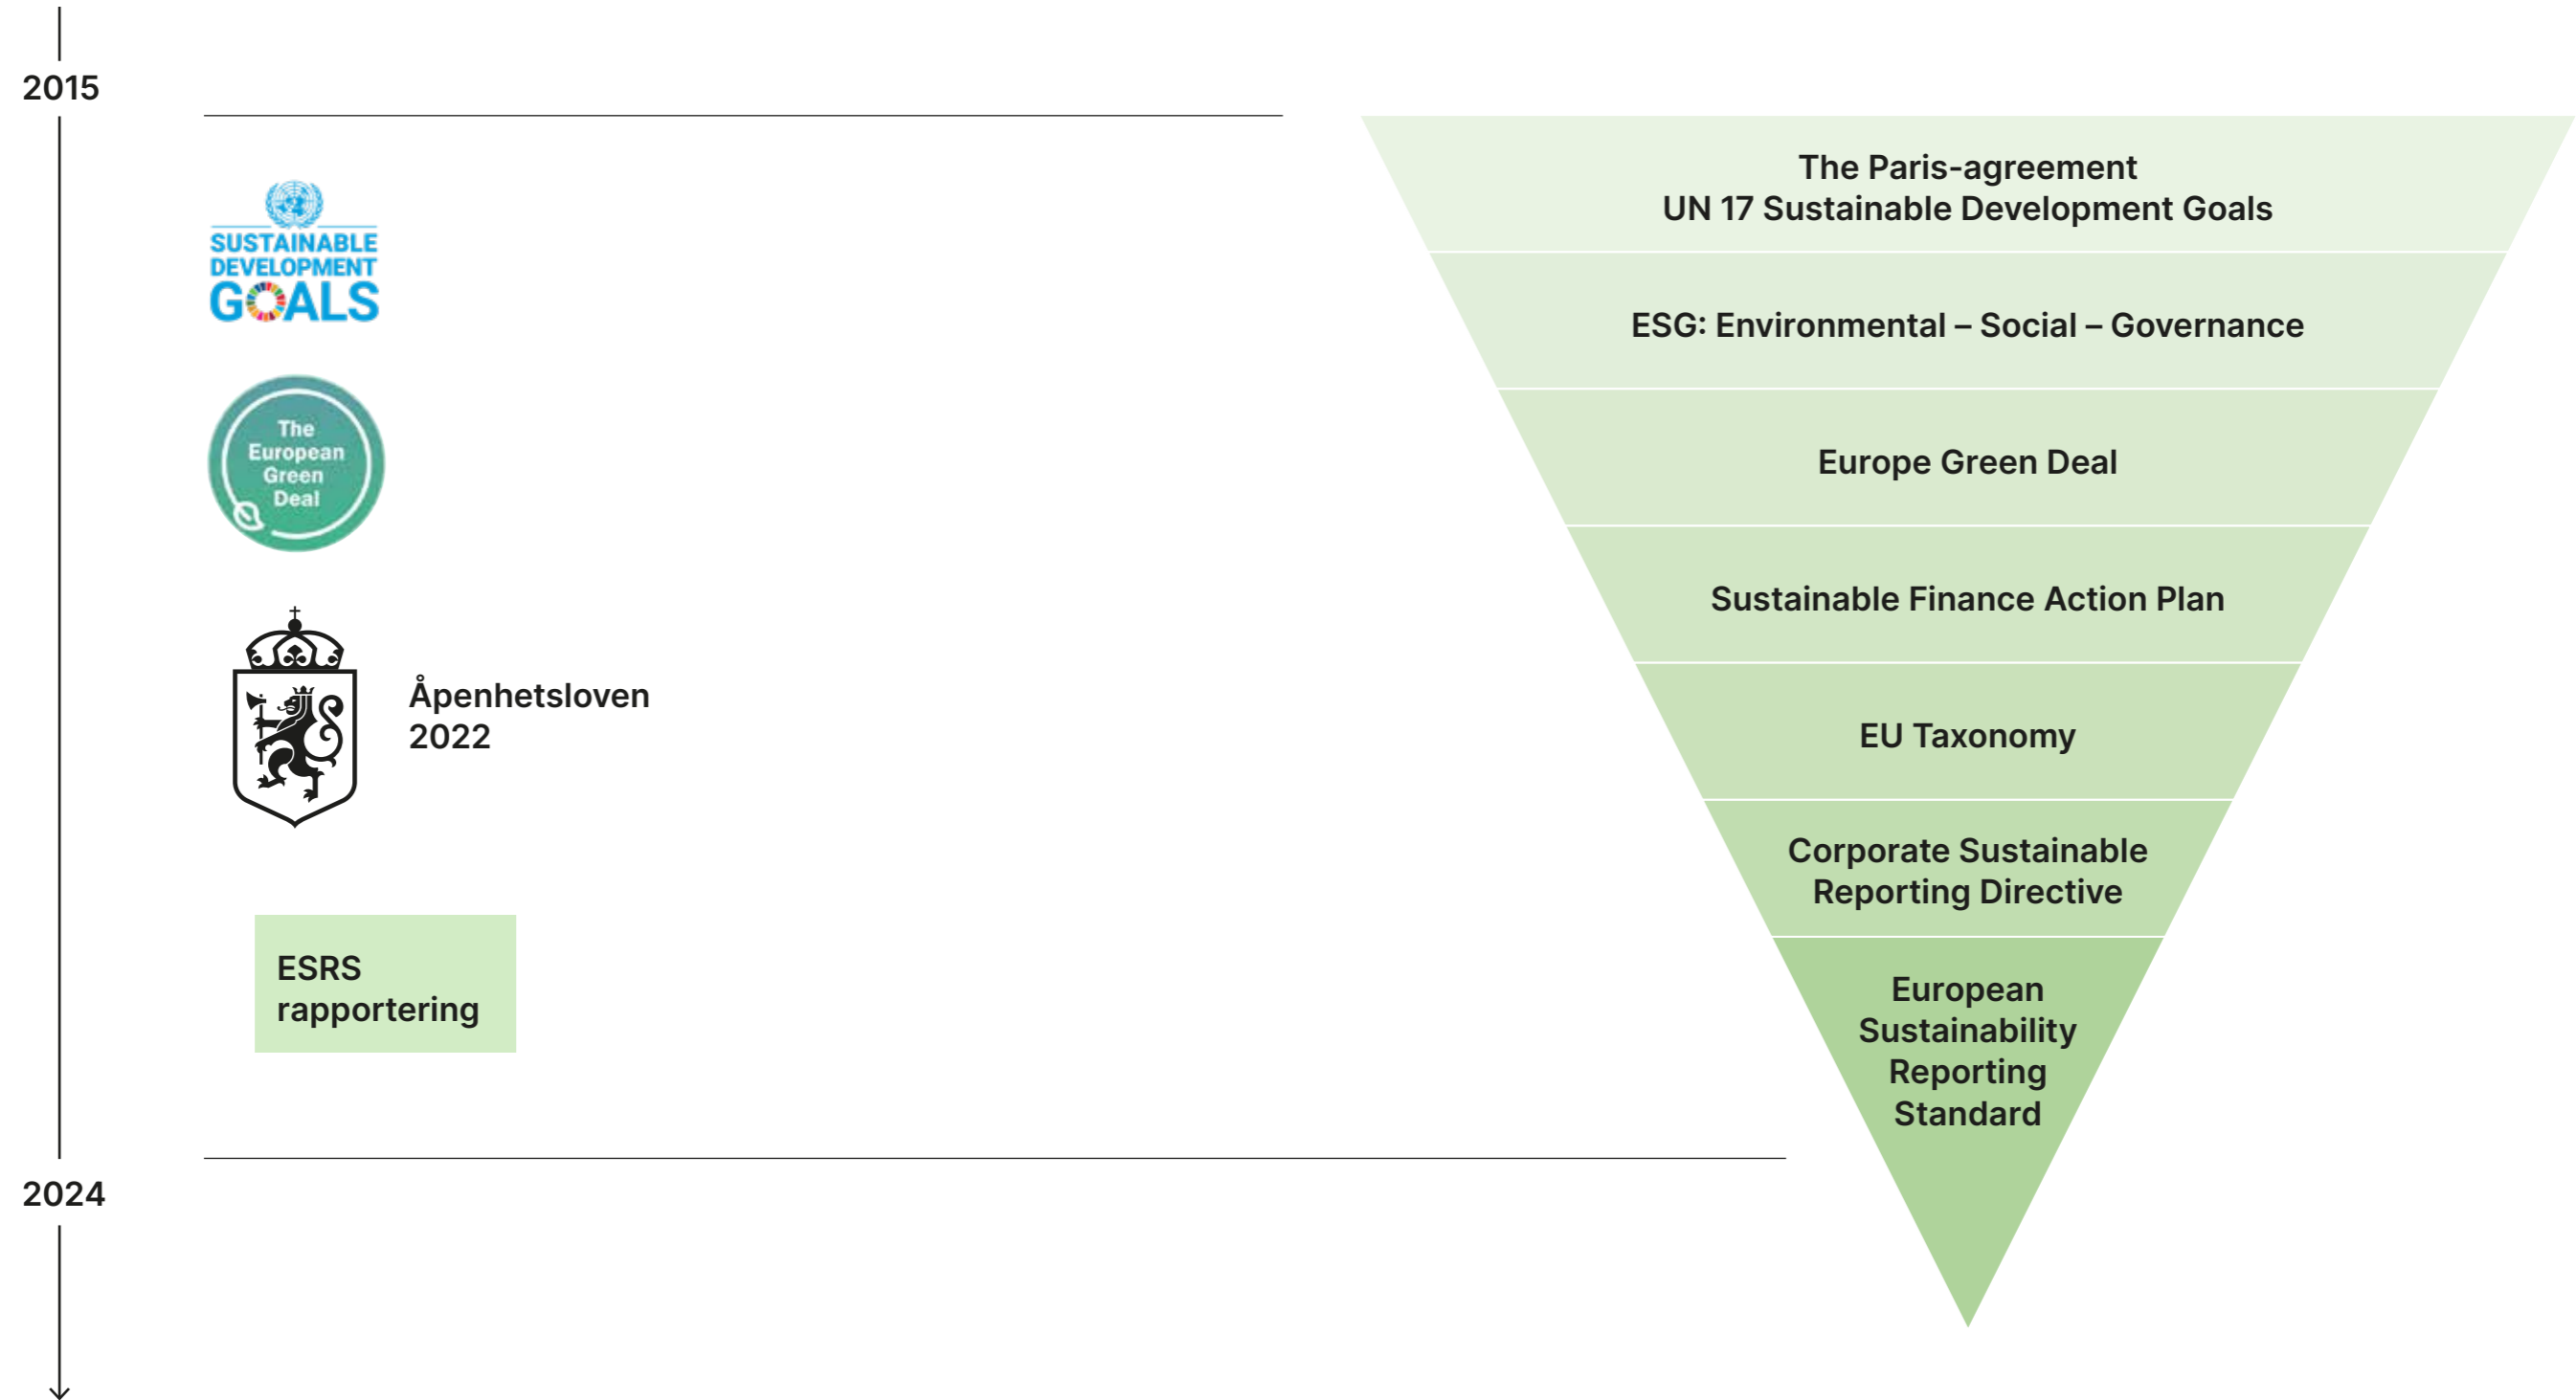 2015
SUSTAINABLE
DEVELOPMENT
GOALS
The
European
Green
Deal
Åpenhetsloven
2022
ESRS
rapportering
2024
The Paris-agreement
UN 17 Sustainable Development Goals
ESG: Environmental – Social – Governance
Europe Green Deal
Sustainable Finance Action Plan
EU Taxonomy
Corporate Sustainable
Reporting Directive
European
Sustainability
Reporting
Standard